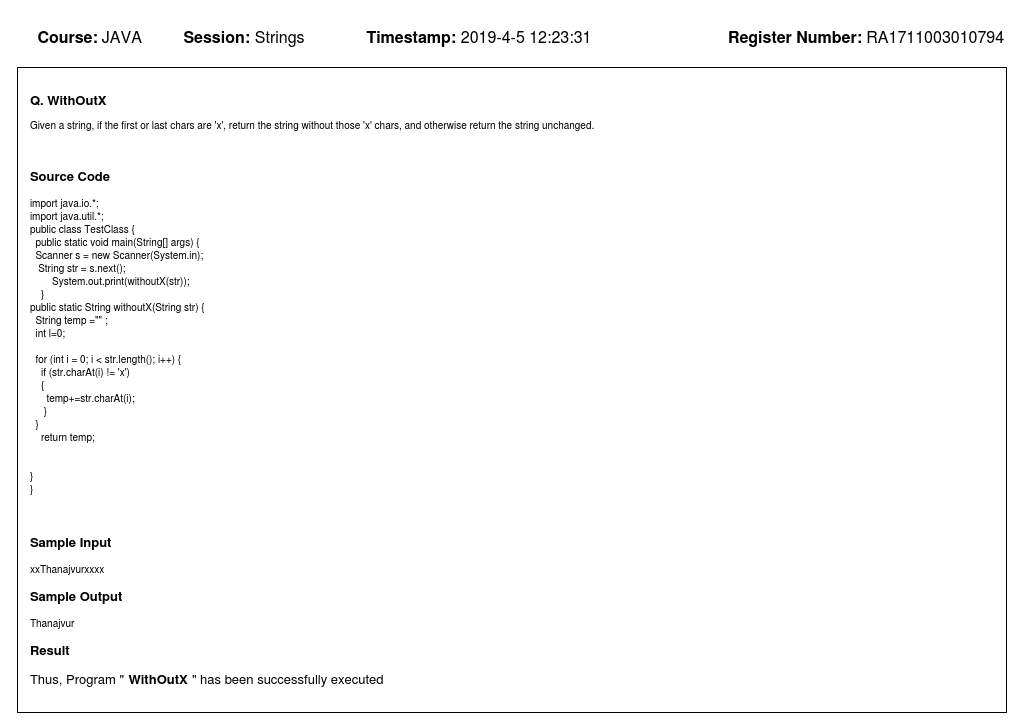 Course: JAVA Session: Strings Timestamp: 2019-4-5 12:23:31 Register Number: RA1711003010794
Q. WithOutX
Given a string, if the first or last chars are 'x', return the string without those 'x' chars, and otherwise return the string unchanged.
Source Code
import java.io.*;
import java.util.*;
public class TestClass {
public static void main(String[] args) {
Scanner s = new Scanner(System.in);
String str = s.next();
System.out.print(withoutX(str));
}
public static String withoutX(String str) {
String temp ="" ;
int l=0;
for (int i = 0; i < str.length(); i++) {
if (str.charAt(i) != 'x')
{
temp+=str.charAt(i);
}
}
return temp;
}
}
Sample Input
xxThanajvurxxxx
Sample Output
Thanajvur
Result
Thus, Program " WithOutX " has been successfully executed